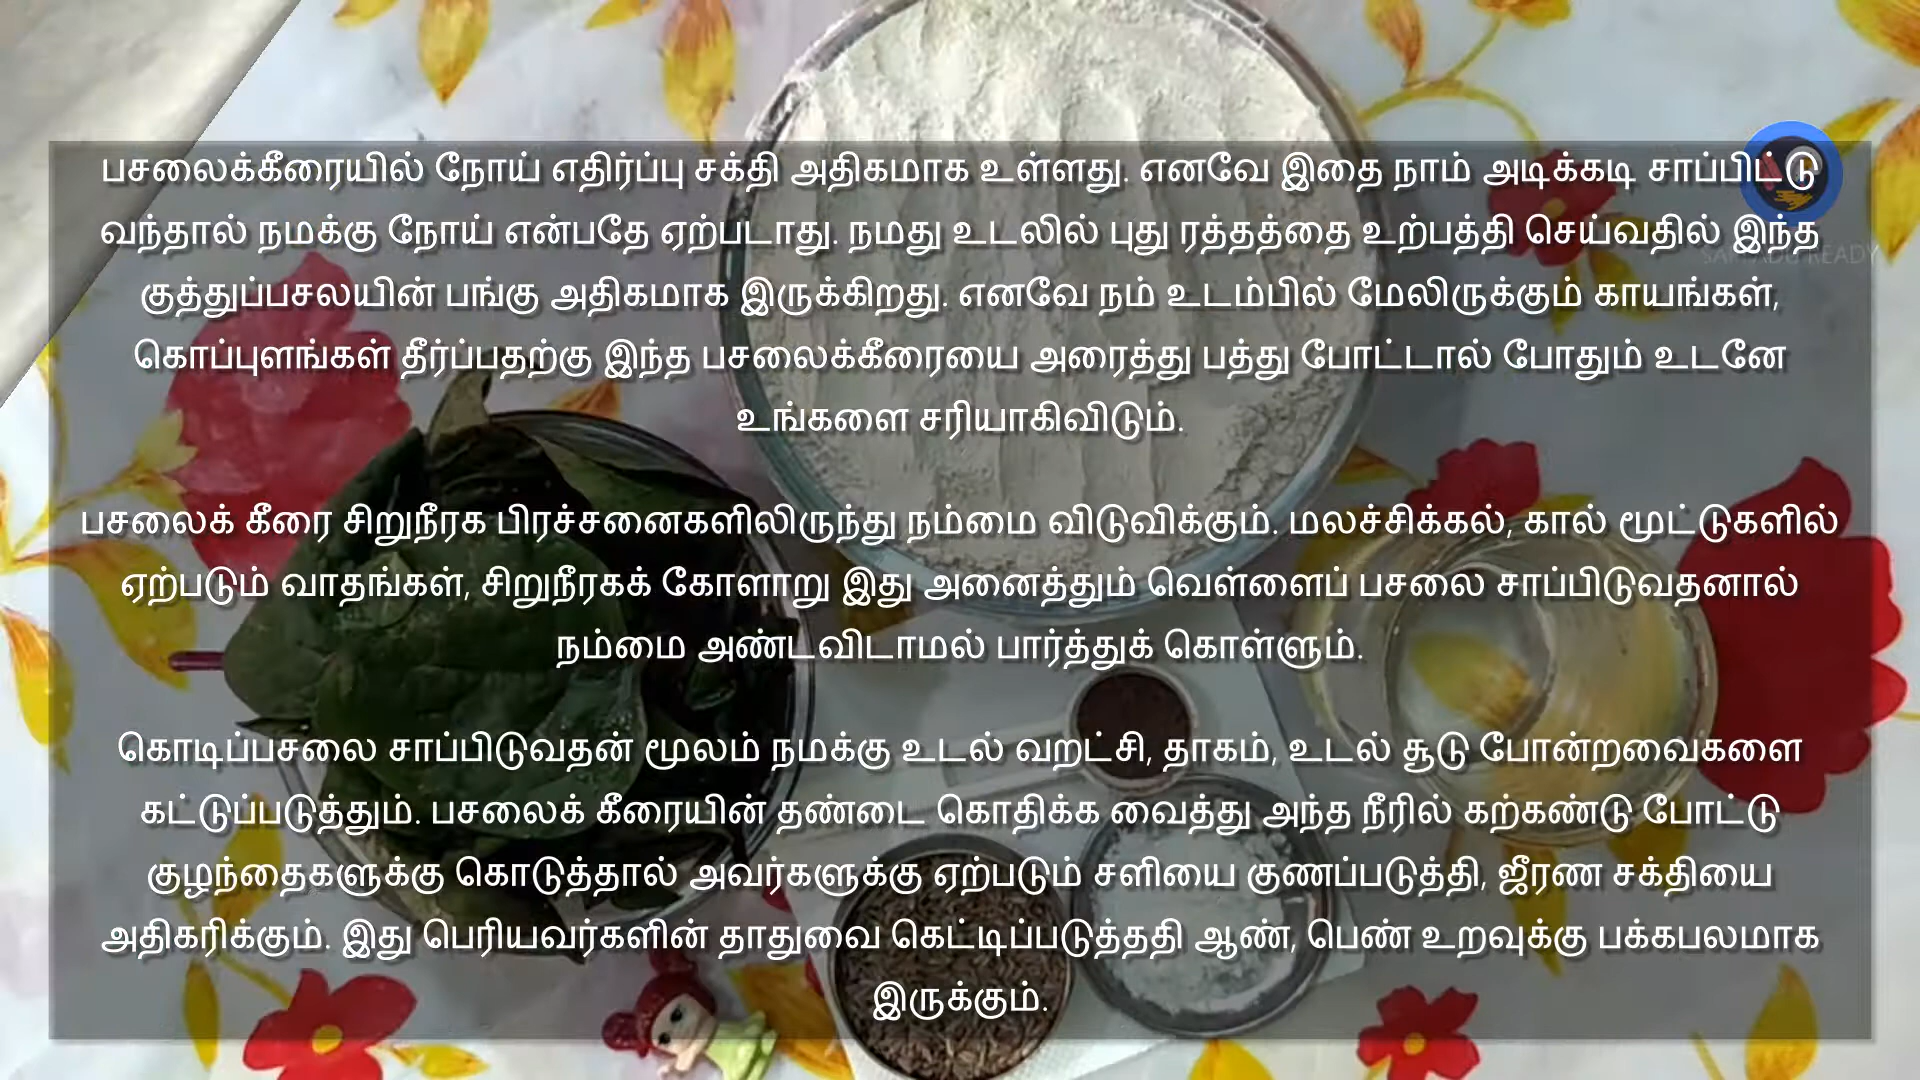 பசலைக்கீரையில் நோய் எதிர்ப்பு சக்தி அதிகமாக உள்ளது. எனவே இதை நாம் அடிக்கடி சாப்பிட்டு
வந்தால் நமக்கு நோய் என்பதே ஏற்படாது. நமது உடலில் புது ரத்தத்தை உற்பத்தி செய்வதில் இந்த
குத்துப்பசலயின் பங்கு அதிகமாக இருக்கிறது. எனவே நம் உடம்பில் மேலிருக்கும் காயங்கள்,
கொப்புளங்கள் தீர்ப்பதற்கு இந்த பசலைக்கீரையை அரைத்து பத்து போட்டால் போதும் உடனே
உங்களை சரியாகிவிடும்.
பசலைக் கீரை சிறுநீரக பிரச்சனைகளிலிருந்து நம்மை விடுவிக்கும். மலச்சிக்கல், கால் மூட்டுகளில்
ஏற்படும் வாதங்கள், சிறுநீரகக் கோளாறு இது அனைத்தும் வெள்ளைப் பசலை சாப்பிடுவதனால்
நம்மை அண்டவிடாமல் பார்த்துக் கொள்ளும்.
கொடிப்பசலை சாப்பிடுவதன் மூலம் நமக்கு உடல் வறட்சி, தாகம், உடல் சூடு போன்றவைகளை
கட்டுப்படுத்தும். பசலைக் கீரையின் தண்டை கொதிக்க வைத்து அந்த நீரில் கற்கண்டு போட்டு
குழந்தைகளுக்கு கொடுத்தால் அவர்களுக்கு ஏற்படும் சளியை குணப்படுத்தி, ஜீரண சக்தியை
அதிகரிக்கும். இது பெரியவர்களின் தாதுவை கெட்டிப்படுத்ததி ஆண், பெண் உறவுக்கு பக்கபலமாக
இருக்கும்.
READY